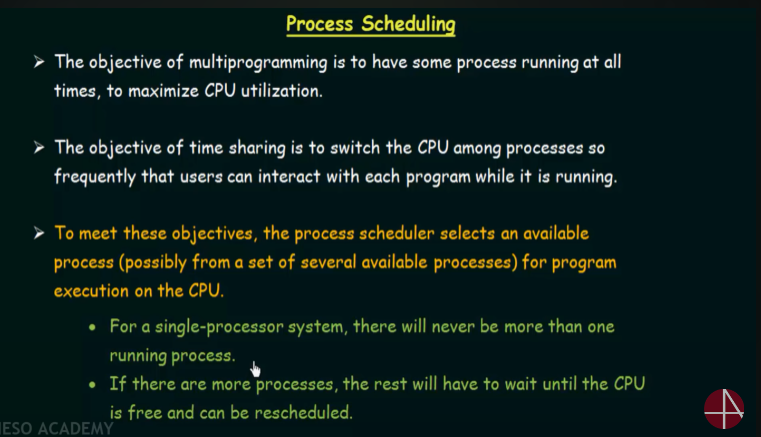 Process Scheduling
➤ The objective of multiprogramming is to have some process running at all
times, to maximize CPU utilization.
➤ The objective of time sharing is to switch the CPU among processes so
frequently that users can interact with each program while it is running.
➤ To meet these objectives, the process scheduler selects an available
process (possibly from a set of several available processes) for program
execution on the CPU.
• For a single-processor system, there will never be more than one
running process.
• If there are more processes, the rest will have to wait until the CPU
is free and can be rescheduled.
ESO ACADEMY